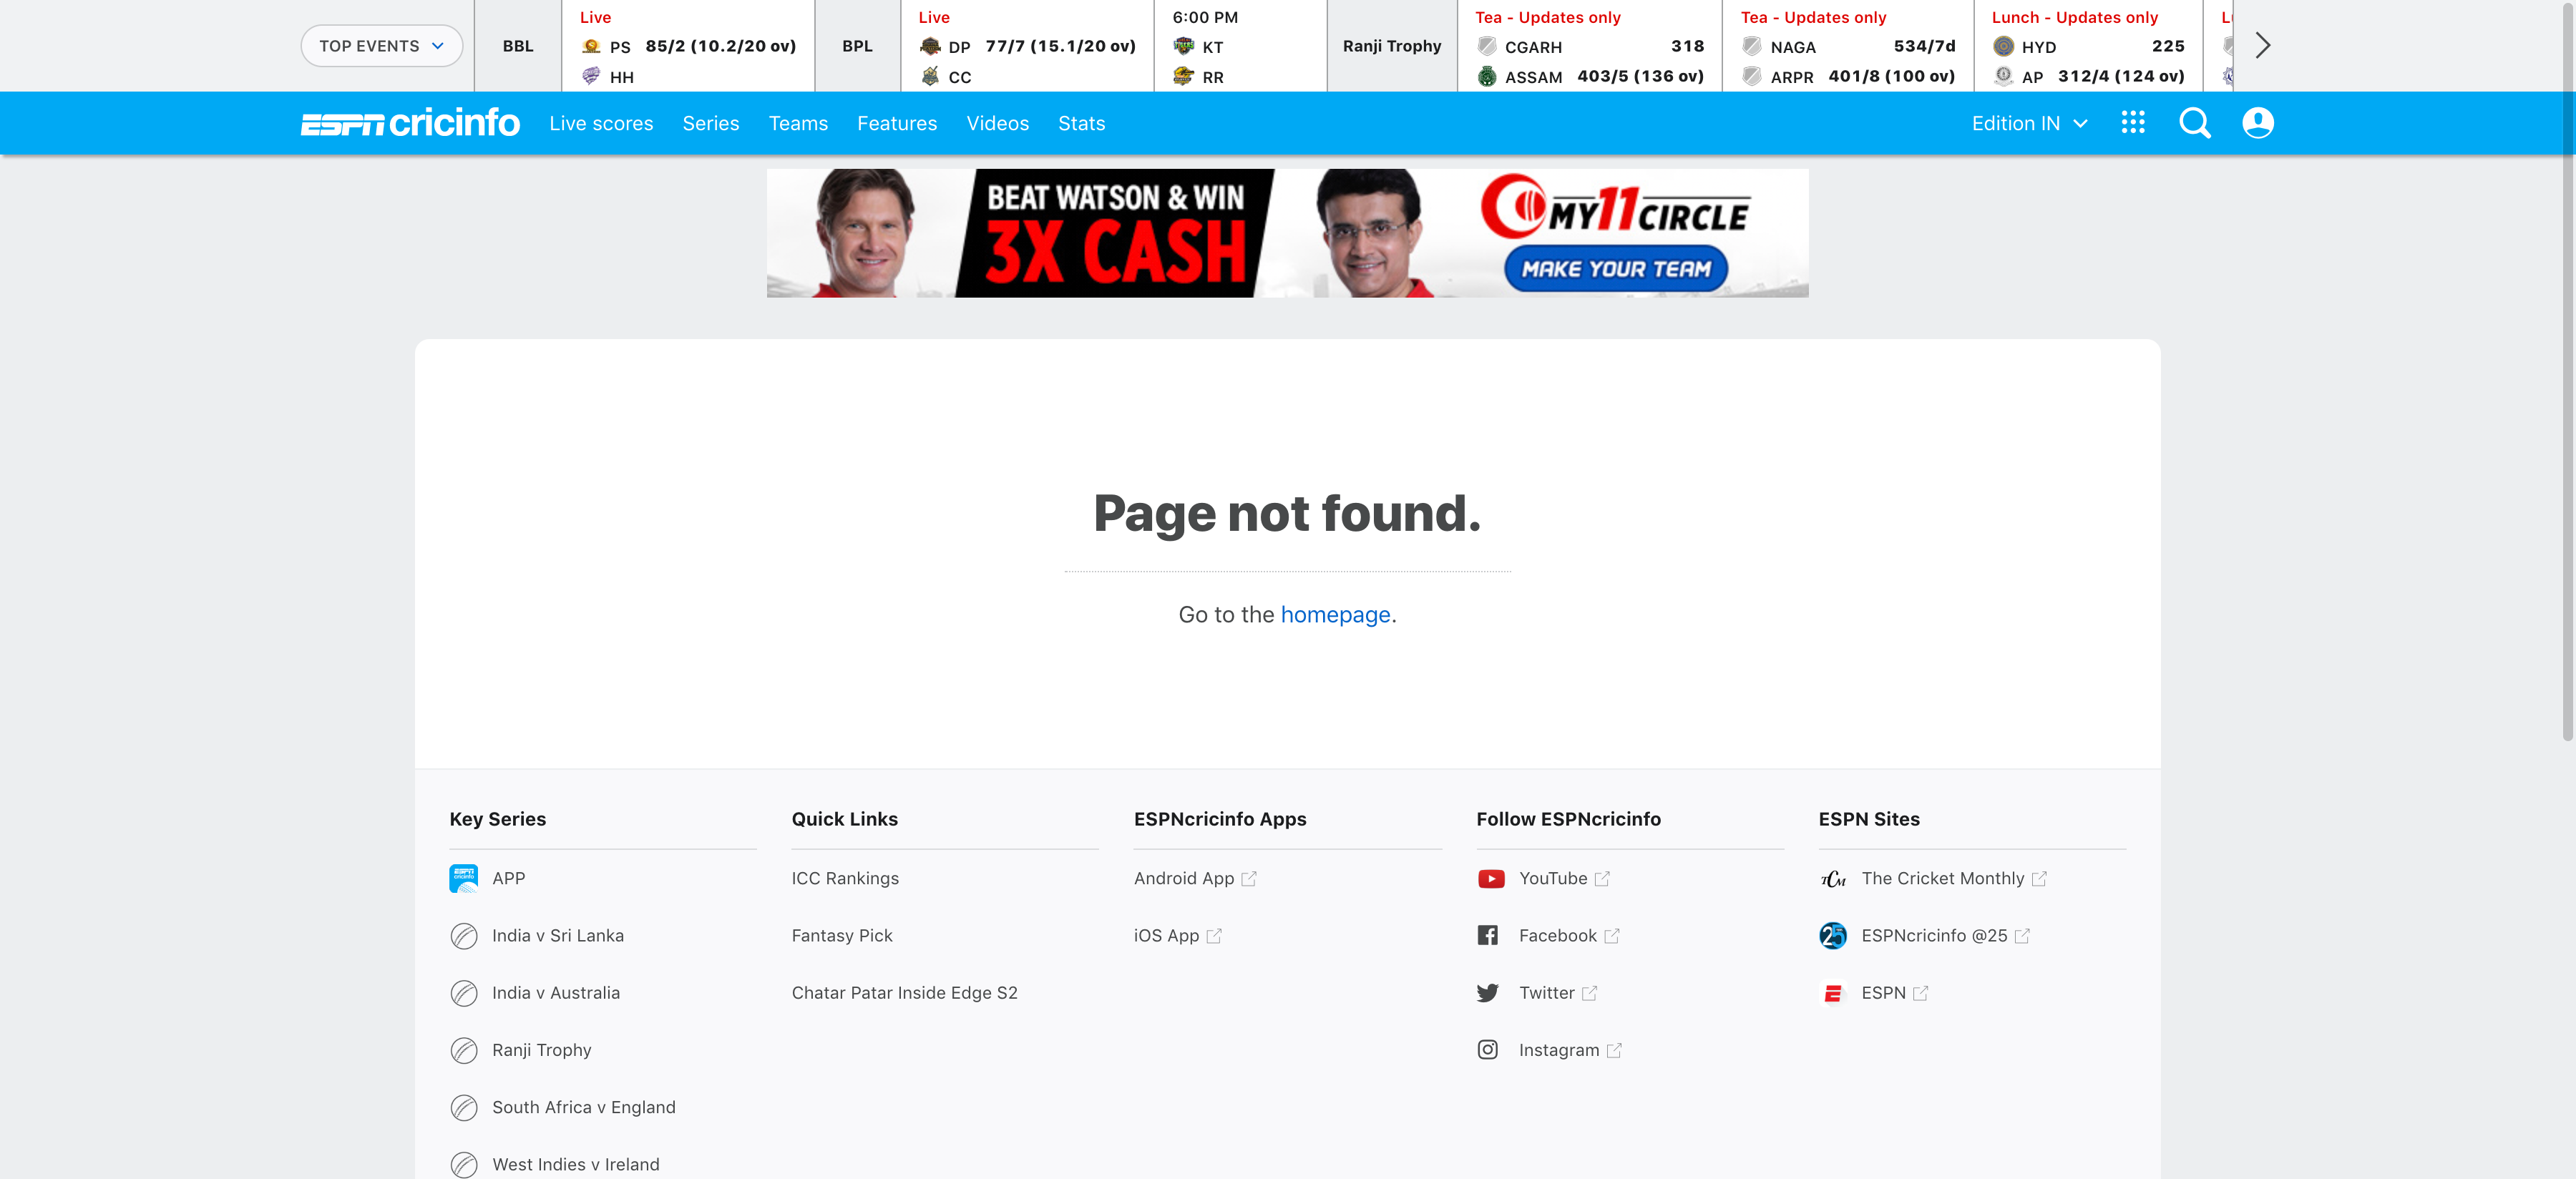 TOP EVENTS
BBL
Live
PS 85/2 (10.2/20 ov)
HH
BPL
Live
DP 77/7 (15.1/20 ov)
CC
6:00 PM
KT
RR
Ranji Trophy
Tea - Updates only
CGARH 318
ASSAM 403/5 (136 ov)
Tea - Updates only
NAGA 534/7d
ARPR 401/8 (100 ov)
Lunch - Updates only
HYD 225
AP 312/4 (124 ov)
ESPN cricinfo Live scores Series Teams Features Videos Stats Edition IN
BEAT WATSON & WIN
3X CASH
MY11CIRCLE
MAKE YOUR TEAM
Page not found.
Go to the homepage.
Key Series
APP
India v Sri Lanka
India v Australia
Ranji Trophy
South Africa v England
West Indies v Ireland
Quick Links
ICC Rankings
Fantasy Pick
Chatar Patar Inside Edge S2
ESPNcricinfo Apps
Android App
iOS App
Follow ESPNcricinfo
YouTube
Facebook
Twitter
Instagram
ESPN Sites
TCM The Cricket Monthly
25 ESPNcricinfo @25
E ESPN